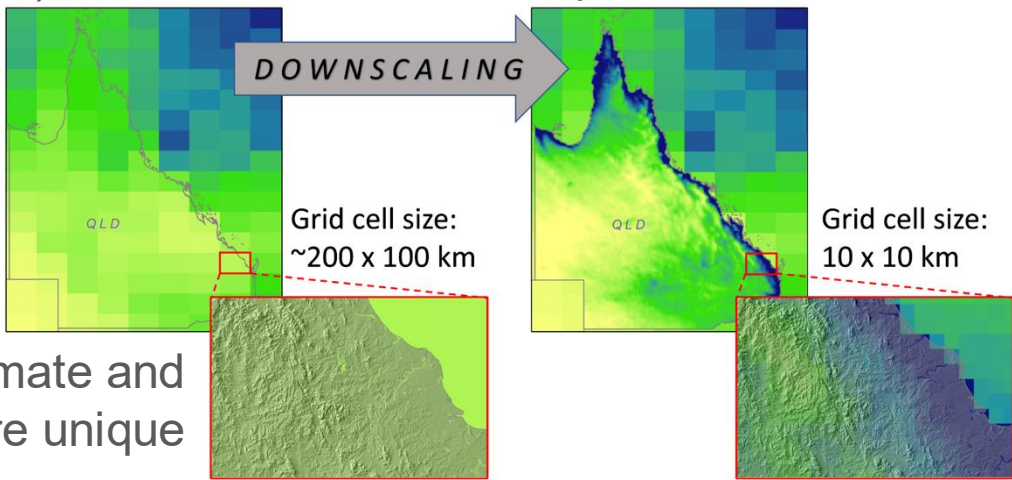 DOWNSCALING
QLD
Grid cell size:
~200 x 100 km
QLD
Grid cell size:
10 x 10 km
mate and
re unique